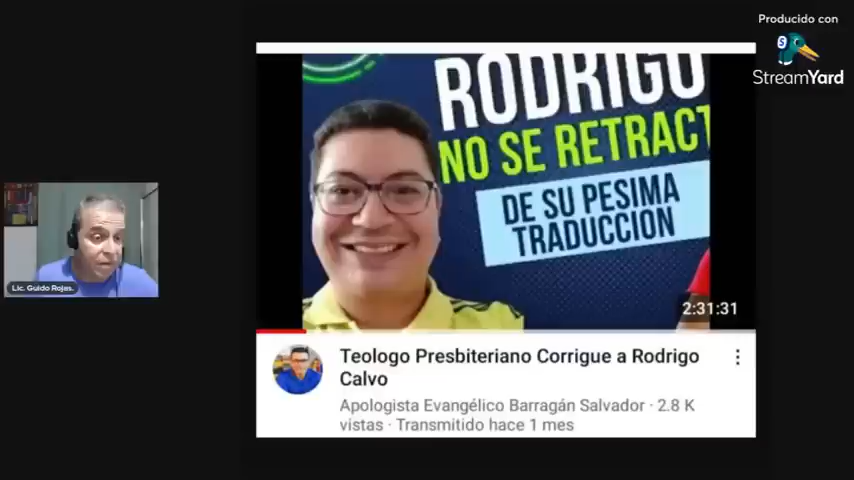 Producido con
StreamYard
RODRIGO
NO SE RETRACT
DE SU PESIMA
TRADUCCION
2:31:31
Lic. Guido Rojas.
Teologo Presbiteriano Corrigue a Rodrigo
Calvo
Apologista Evangélico Barragán Salvador · 2.8 K
vistas · Transmitido hace 1 mes